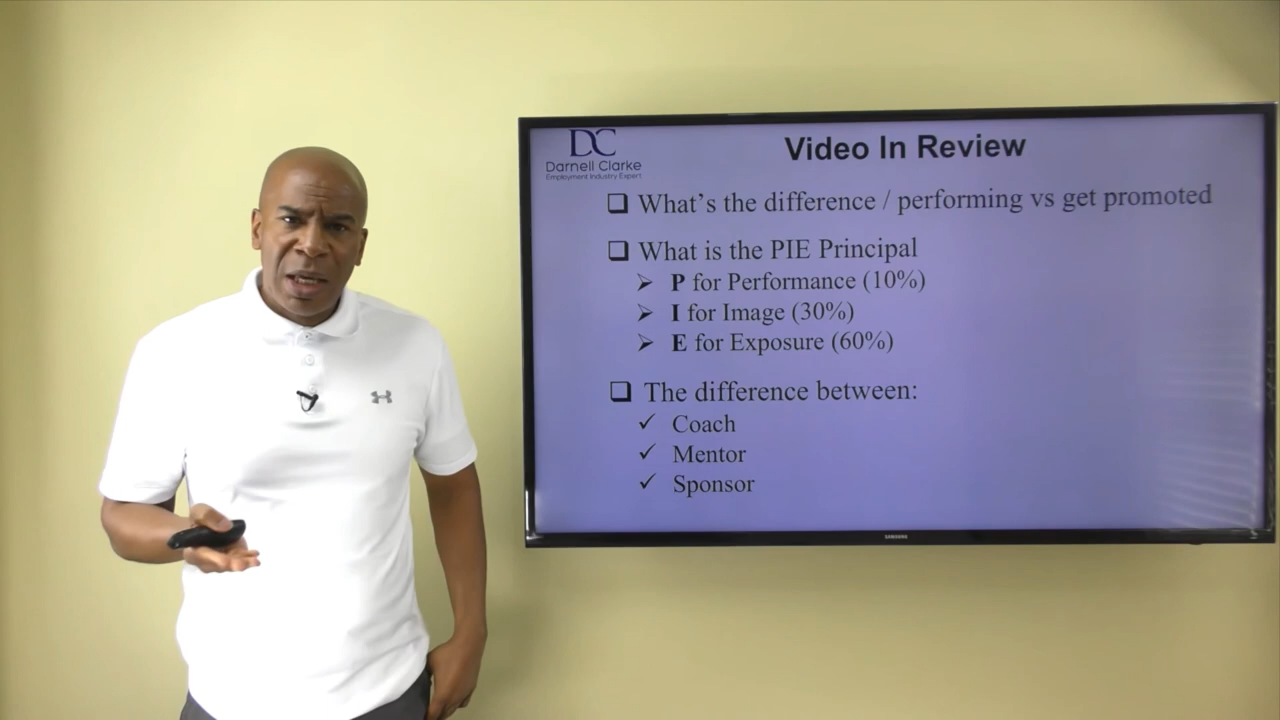 DC
Darnell Clarke
Employment Industry Expert
Video In Review
❑ What's the difference / performing vs get promoted
❑ What is the PIE Principal
➢ P for Performance (10%)
➢ I for Image (30%)
➢ E for Exposure (60%)
❑ The difference between:
✓ Coach
✓ Mentor
✓ Sponsor
SAMSUNG